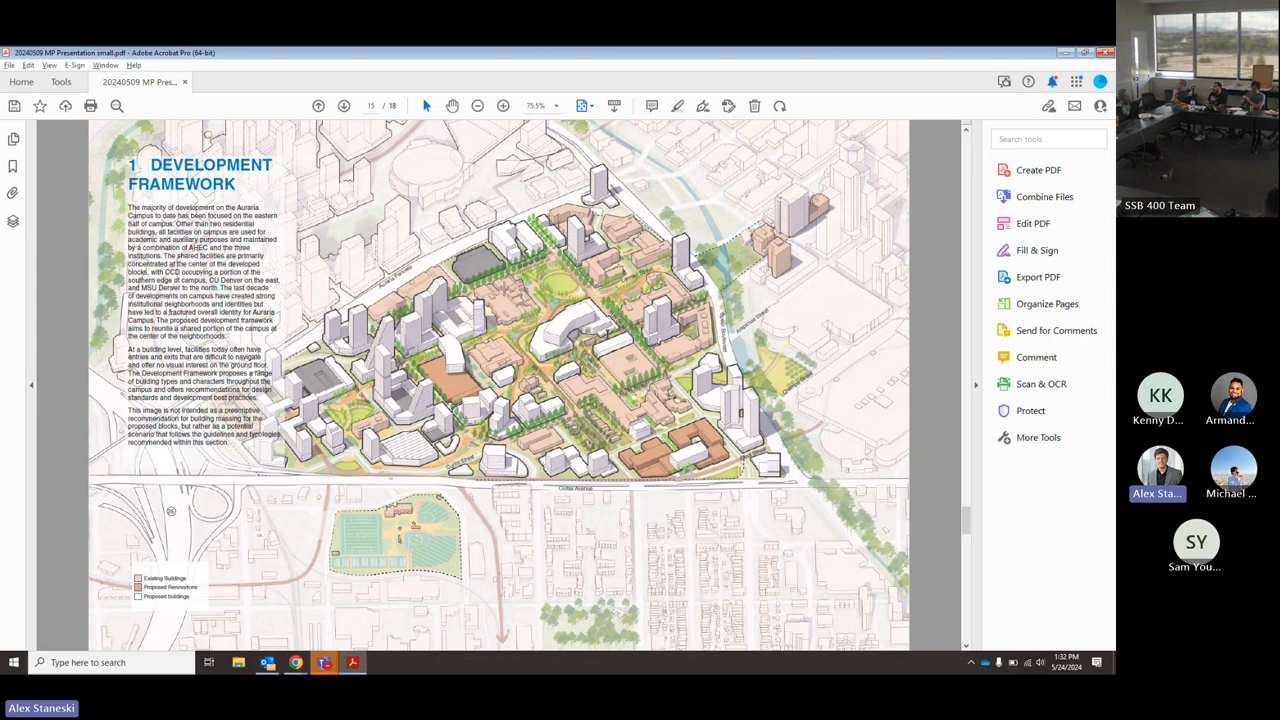 20240509 MP Presentation small.pdf - Adobe Acrobat Pro (64-bit)
File Edit View E-Sign Window Help
Home Tools 20240509 MP Pres... ×
15 / 18 75.5%
1 DEVELOPMENT
FRAMEWORK
The majority of development on the Auraria
Campus to date has been focused on the eastern
half of campus. Other than two residential
buildings, all facilities on campus are used for
academic and auxiliary purposes and maintained
by a combination of AHEC and the three
institutions. The shared facilities are primarily
concentrated at the center of the developed
blocks, with CCD occupying a portion of the
southern edge of campus, CU Denver on the east,
and MSU Denver to the north. The last decade
of developments on campus have created strong
institutional neighborhoods and identities but
have led to a fractured overall identity for Auraria
Campus. The proposed development framework
aims to reunite a shared portion of the campus at
the center of the neighborhoods.
At a building level, facilities today often have
entries and exits that are difficult to navigate
and offer no visual interest on the ground floor.
The Development Framework proposes a range
of building types and characters throughout the
campus and offers recommendations for design
standards and development best practices.
This image is not intended as a prescriptive
recommendation for building massing for the
proposed blocks, but rather as a potential
scenario that follows the guidelines and typologies
recommended within this section.
Auraria Parkway
Speer Boulevard
Curtis Street
Colfax Avenue
Existing Buildings
Proposed Renovations
Proposed buildings
Search tools
Create PDF
Combine Files
Edit PDF
Fill & Sign
Export PDF
Organize Pages
Send for Comments
Comment
Scan & OCR
Protect
More Tools
Type here to search
1:32 PM
5/24/2024
SSB 400 Team
KK
Kenny D...
Armand...
Alex Sta...
Michael ...
SY
Sam You...
Alex Staneski